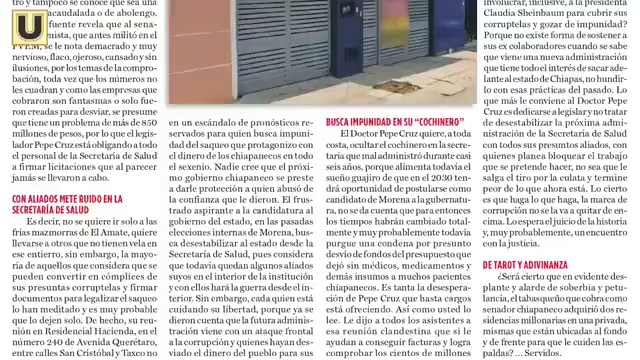 U
tro y tampoco se conoce que sea una
acaudalada o de abolengo.
fuente revela que al sena-
mista, que antes militó en el
PVEM, se le nota demacrado y muy
nervioso, flaco, ojeroso, cansado y sin
ilusiones, por los temas de la compro-
bación, toda vez que los números no
les cuadran y como las empresas que
cobraron son fantasmas o solo fue-
ron creadas para desviar, se presume
que tiene un problema de más de 850
millones de pesos, por lo que el legis-
lador Pepe Cruz está obligando a todo
el personal de la Secretaría de Salud
a firmar licitaciones que al parecer
jamás se llevaron a cabo.
CON ALIADOS METE RUIDO EN LA
SECRETARÍA DE SALUD
Es decir, no se quiere ir solo a las
frías mazmorras de El Amate, quiere
llevarse a otros que no tienen vela en
ese entierro, sin embargo, la mayo-
ría de aquellos que considera que se
pueden convertir en cómplices de
sus presuntas corruptelas y firmar
documentos para legalizar el saqueo
lo han meditado y es muy probable
que lo dejen solo. De hecho, su reu-
nión en Residencial Hacienda, en el
número 240 de Avenida Querétaro,
entre calles San Cristóbal y Taxco no
en un escándalo de pronósticos re-
servados para quien busca impuni-
dad del saqueo que protagonizó con
el dinero de los chiapanecos en todo
el sexenio. Nadie cree que el pró-
ximo gobierno chiapaneco se preste
a darle protección a quien abusó de
la confianza que le dieron. El frus-
trado aspirante a la candidatura al
gobierno del estado, en las pasadas
elecciones internas de Morena, bus-
ca desestabilizar al estado desde la
Secretaría de Salud, pues considera
que todavía quedan algunos aliados
suyos en el interior de la institución
y con ellos hará la guerra desde el in-
terior. Sin embargo, cada quien está
cuidando su libertad, porque ya se
dieron cuenta que la futura adminis-
tración viene con un ataque frontal
a la corrupción y quienes hayan des-
viado el dinero del pueblo para sus
BUSCA IMPUNIDAD EN SU “COCHINERO”
El Doctor Pepe Cruz quiere, a toda
costa, ocultar el cochinero en la secre-
taría que mal administró durante casi
seis años, porque alimenta todavía el
sueño guajiro de que en el 2030 ten-
drá oportunidad de postularse como
candidato de Morena a la gubernatu-
ra, no se da cuenta que para entonces
los tiempos habrán cambiado total-
mente y muy probablemente todavía
purgue una condena por presunto
desvío de fondos del presupuesto que
dejó sin médicos, medicamentos y
demás insumos a muchos pacientes
chiapanecos. Es tanta la desespera-
ción de Pepe Cruz que hasta cargos
está ofreciendo. Así como usted lo
lee. Le dijo a todos los asistentes a
esa reunión clandestina que si le
ayudan a conseguir facturas y logra
comprobar los cientos de millones
involucrar, inclusive, a la presidenta
Claudia Sheinbaum para cubrir sus
corruptelas y gozar de impunidad?
Porque no existe forma de sostener a
sus ex colaboradores cuando se sabe
que viene una nueva administración
que tiene todo el interés de sacar ade-
lante al estado de Chiapas, no hundir-
lo con esas prácticas del pasado. Lo
que más le conviene al Doctor Pepe
Cruz es dedicarse a legislar y no tratar
de desestabilizar la próxima admi-
nistración de la Secretaría de Salud
con todos sus presuntos aliados, con
quienes planea bloquear el trabajo
que se pretende hacer, no sea que le
salga el tiro por la culata y termine
peor de lo que ahora está. Lo cierto
es que haga lo que haga, la marca de
corrupción no se la va a quitar de en-
cima. Lo espera el juicio de la historia
y, muy probablemente, un encuentro
con la justicia.
DE TAROT Y ADIVINANZA
¿Será cierto que en evidente des-
plante y alarde de soberbia y petu-
lancia, el tabasqueño que cobra como
senador chiapaneco adquirió dos re-
sidencias millonarias en una privada,
mismas que están ubicadas al fondo
y de frente para que le cuiden las es-
paldas? … Sus enemigos están